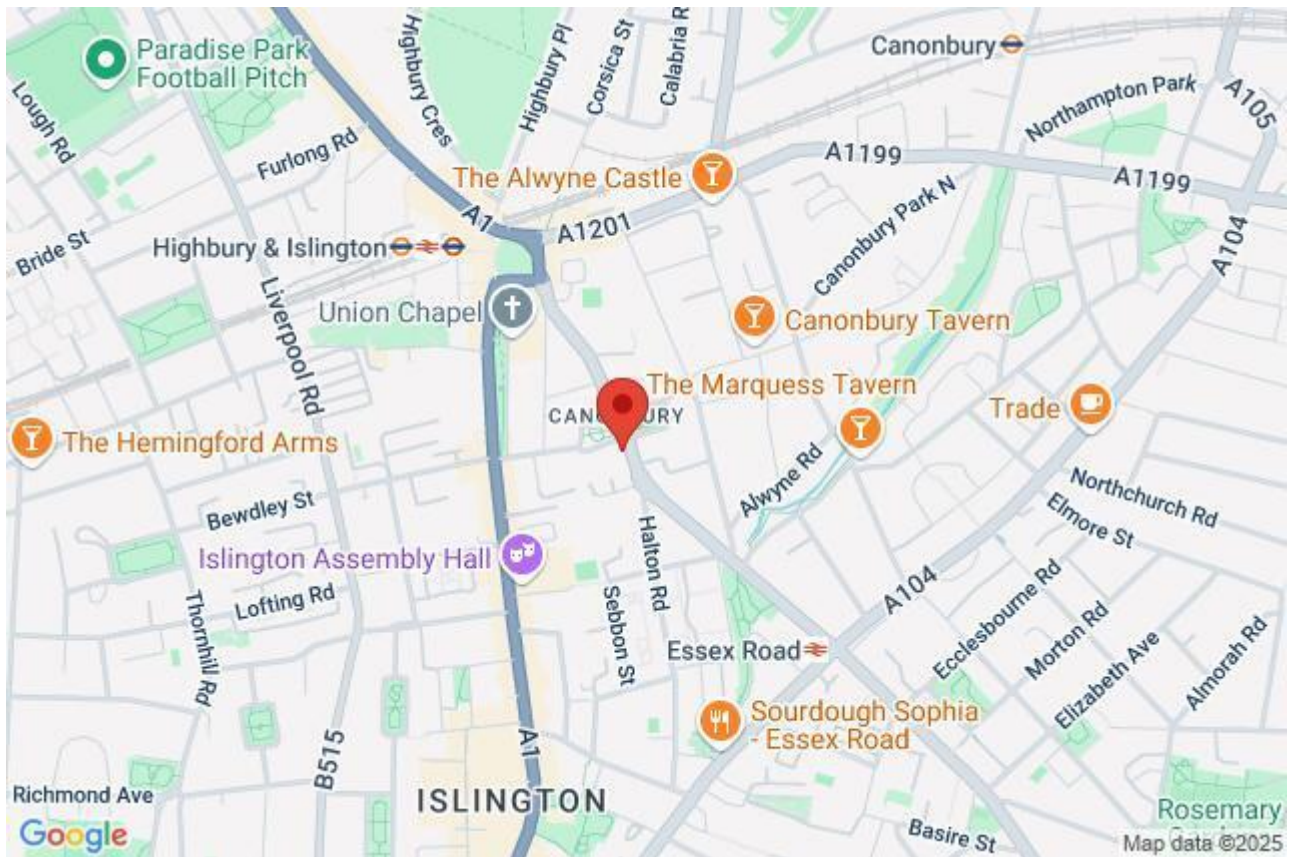 Paradise Park
Football Pitch
Lough Rd
Furlong Rd
Highbury Cres
Highbury Pl
Corsica St
Calabria R
Canonbury
Northampton Park
A105
The Alwyne Castle
A1199
A1199
A1
A1201
Canonbury Park N
A104
Bride St
Highbury & Islington
Liverpool Rd
Union Chapel
Canonbury Tavern
The Marquess Tavern
CANO URY
Trade
The Hemingford Arms
Alwyne Rd
Northchurch Rd
Bewdley St
Elmore St
Islington Assembly Hall
Halton Rd
Lofting Rd
Sebbon St
A104
Thornhill Rd
Essex Road
Ecclesbourne Rd
Morton Rd
Elizabeth Ave
Almorah Rd
Sourdough Sophia
- Essex Road
A1
B515
Richmond Ave
ISLINGTON
Rosemary
Basire St
Google
Map data ©2025